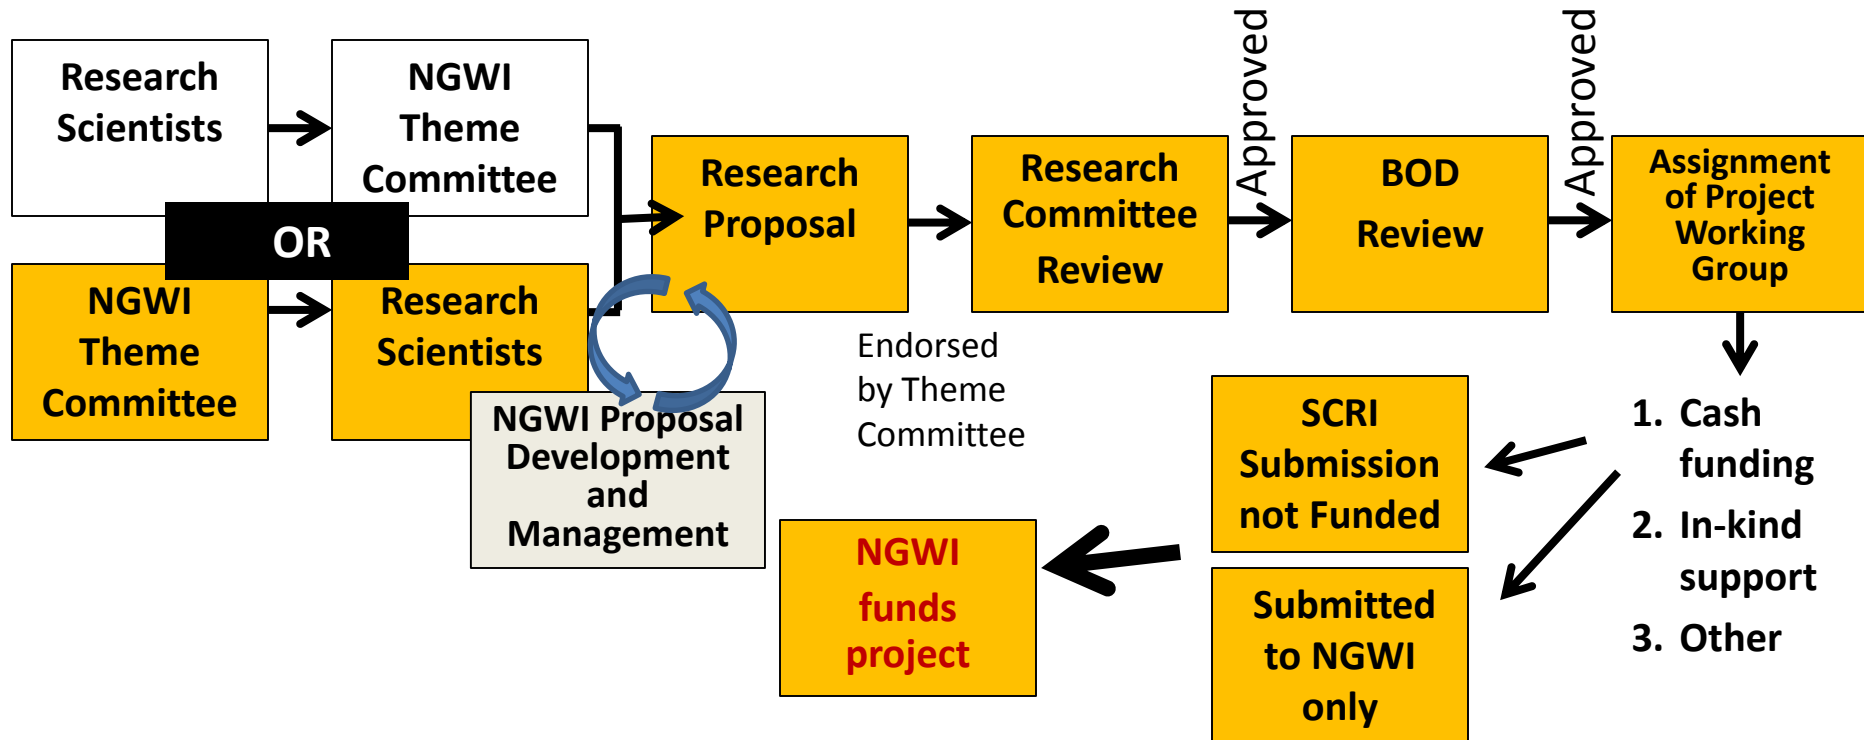 Research
Scientists
NGWI
Theme
Committee
OR
NGWI
Theme
Committee
Research
Scientists
NGWI Proposal
Development
and
Management
Research
Proposal
Endorsed
by Theme
Committee
Research
Committee
Review
Approved
BOD
Review
Approved
Assignment
of Project
Working
Group
1. Cash
funding
2. In-kind
support
3. Other
SCRI
Submission
not Funded
Submitted
to NGWI
only
NGWI
funds
project